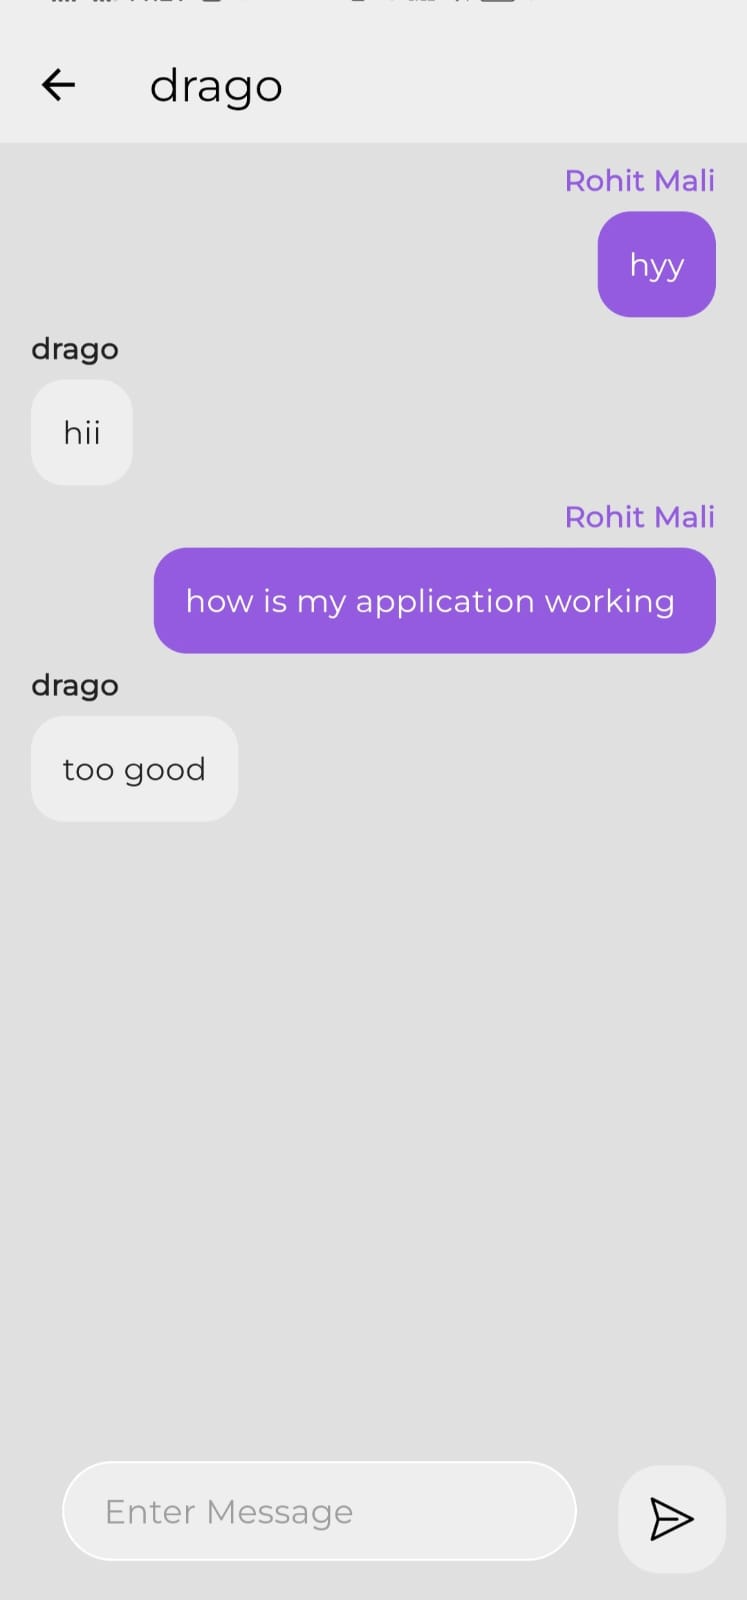 drago
Rohit Mali
hyy
drago
hii
Rohit Mali
how is my application working
drago
too good
Enter Message